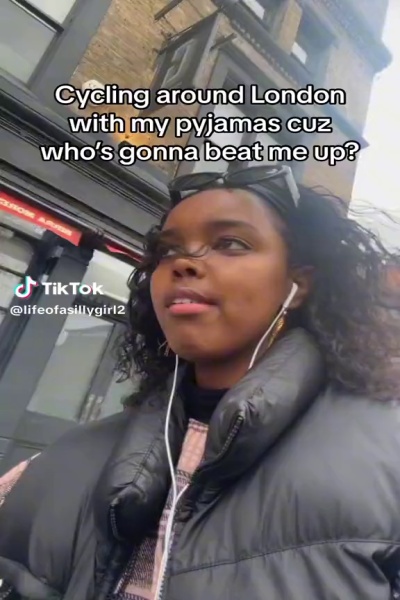 Cycling around London
with my pyjamas cuz
who's gonna beat me up?
TikTok
@lifeofasillygirl2